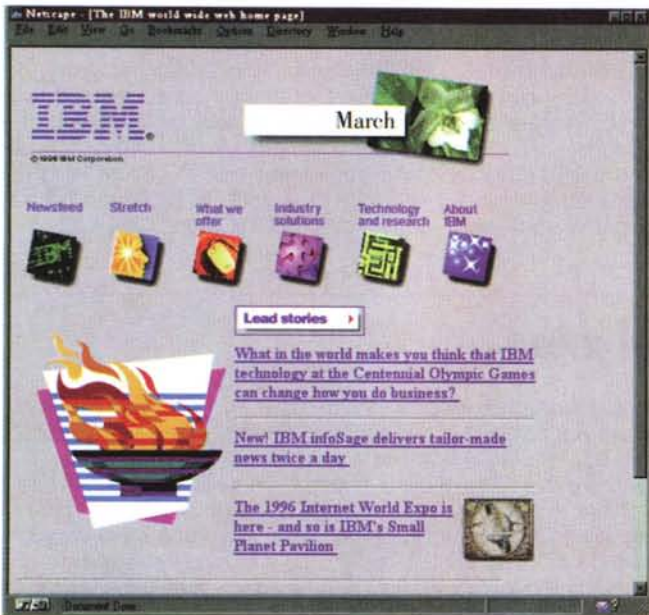 Netscape - [The IBM world wide web home page]
File Edit View Go Bookmarks Options Directory Window Help
IBM®
March
© 1996 IBM Corporation
Newsfeed Stretch What we offer Industry solutions Technology and research About IBM
Lead stories
What in the world makes you think that IBM
technology at the Centennial Olympic Games
can change how you do business?
New! IBM infoSage delivers tailor-made
news twice a day
The 1996 Internet World Expo is
here - and so is IBM's Small
Planet Pavilion
Document Done